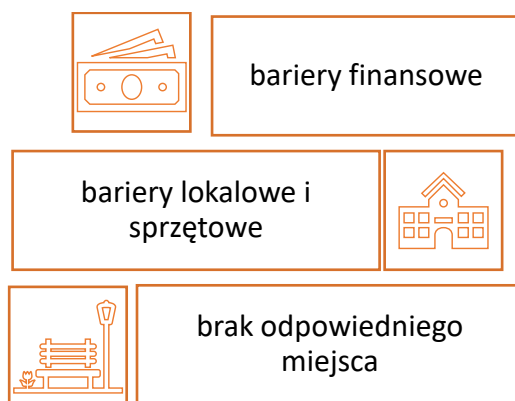 bariery finansowe
bariery lokalowe i
sprzętowe
brak odpowiedniego
miejsca